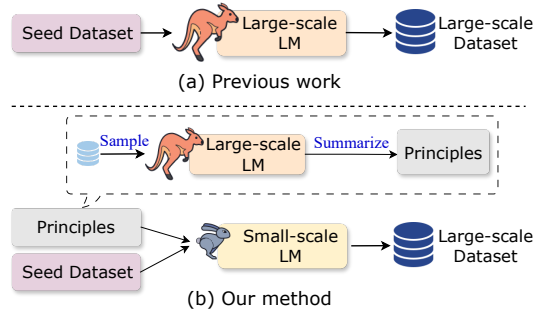 Seed Dataset
Large-scale
LM
Large-scale
Dataset
(a) Previous work
Sample
Large-scale
LM
Summarize
Principles
Principles
Seed Dataset
Small-scale
LM
Large-scale
Dataset
(b) Our method